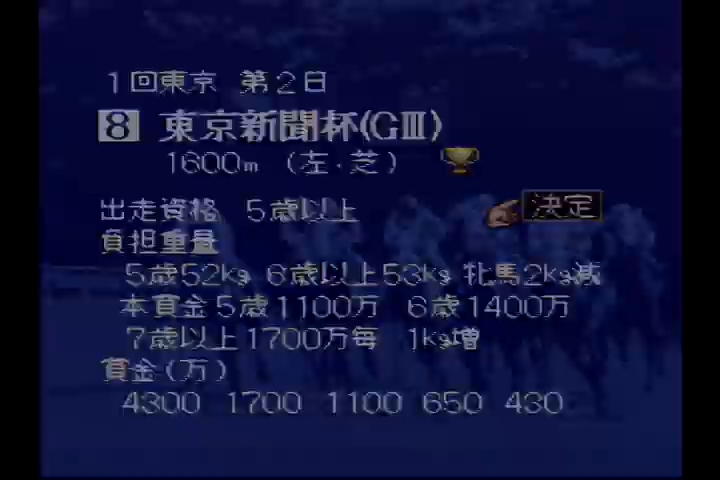 1回東京 第2日
8 東京新聞杯(GⅢ)
1600m (左・芝)
出走資格 5歳以上
決定
負担重量
5歳52kg 6歳以上53kg 牝馬2kg減
本賞金5歳1100万 6歳1400万
7歳以上1700万毎 1kg増
賞金(万)
4300 1700 1100 650 430